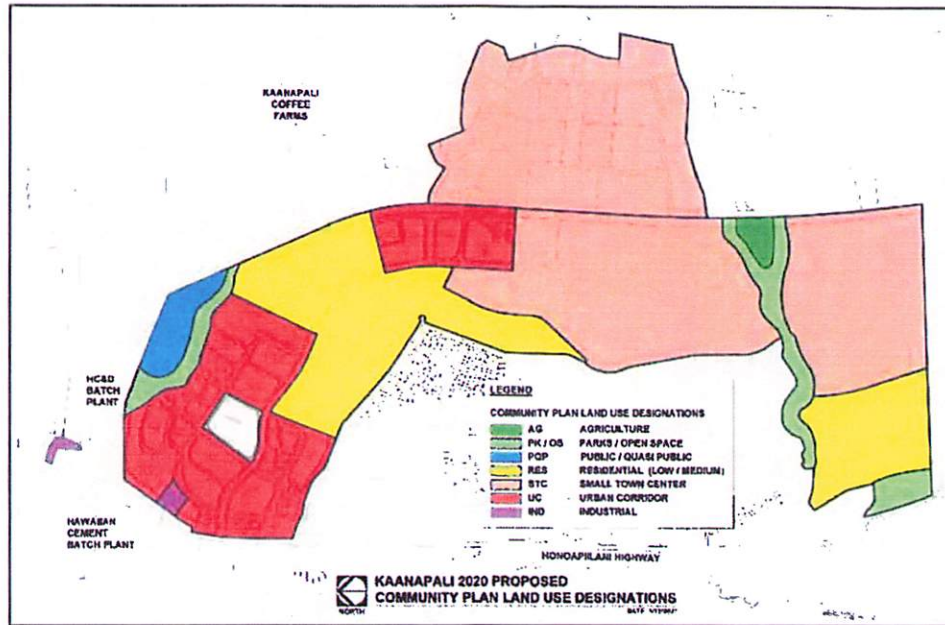 KAANAPALI
COFFEE
FARMS
HC&D
BATCH
PLANT
HAWAIIAN
CEMENT
BATCH PLANT
LEGEND
COMMUNITY PLAN LAND USE DESIGNATIONS
AG AGRICULTURE
PK / OS PARKS / OPEN SPACE
PQP PUBLIC / QUASI PUBLIC
RES RESIDENTIAL (LOW / MEDIUM)
STC SMALL TOWN CENTER
UC URBAN CORRIDOR
IND INDUSTRIAL
HONOAPIILANI HIGHWAY
NORTH
KAANAPALI 2020 PROPOSED
COMMUNITY PLAN LAND USE DESIGNATIONS
DATE